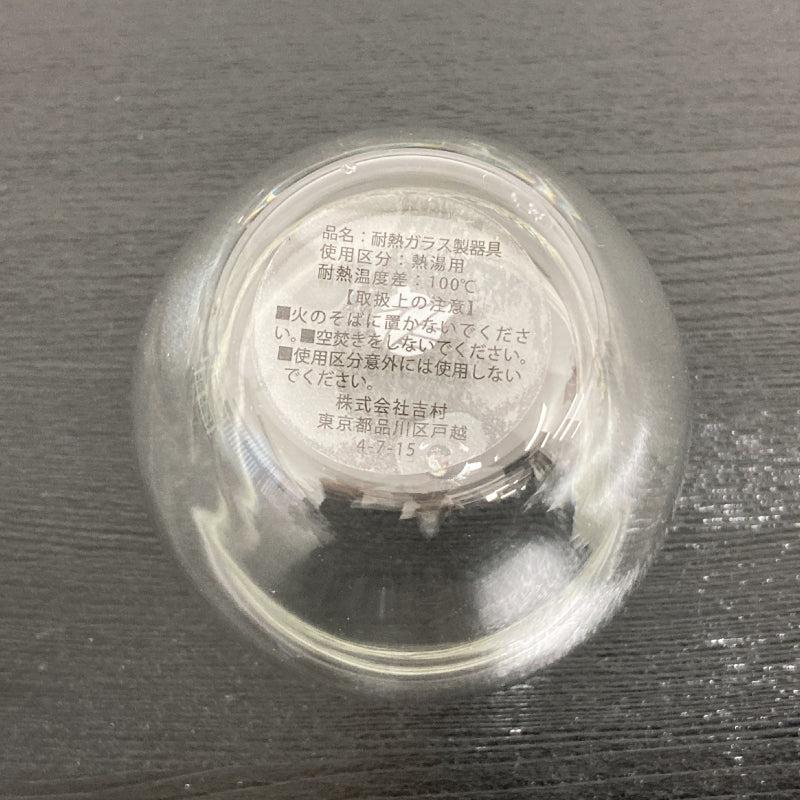 品名：耐熱ガラス製器具
使用区分：熱湯用
耐熱温度差：100℃
【取扱上の注意】
■火のそばに置かないでくださ
い。■空焚きをしないでください。
■使用区分意外には使用しない
でください。
株式会社吉村
東京都品川区戸越
4-7-15